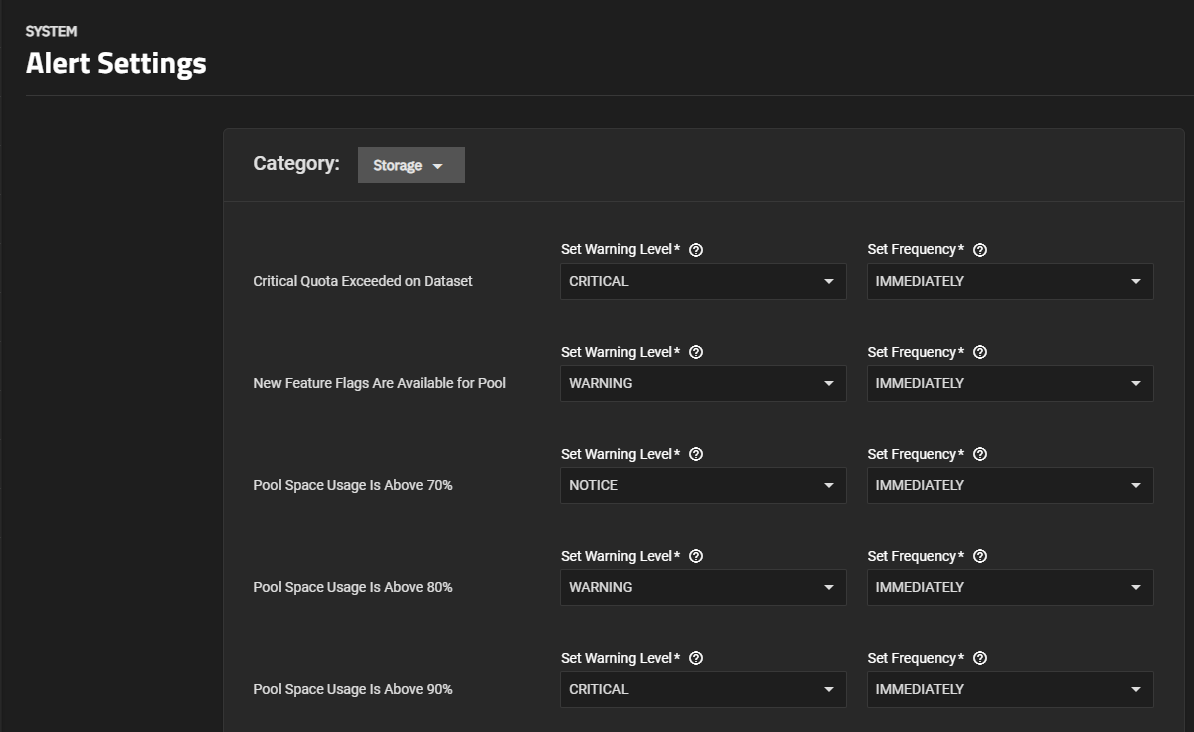 SYSTEM
Alert Settings
Category: Storage
Set Warning Level* Set Frequency*
Critical Quota Exceeded on Dataset CRITICAL IMMEDIATELY
Set Warning Level* Set Frequency*
New Feature Flags Are Available for Pool WARNING IMMEDIATELY
Set Warning Level* Set Frequency*
Pool Space Usage Is Above 70% NOTICE IMMEDIATELY
Set Warning Level* Set Frequency*
Pool Space Usage Is Above 80% WARNING IMMEDIATELY
Set Warning Level* Set Frequency*
Pool Space Usage Is Above 90% CRITICAL IMMEDIATELY